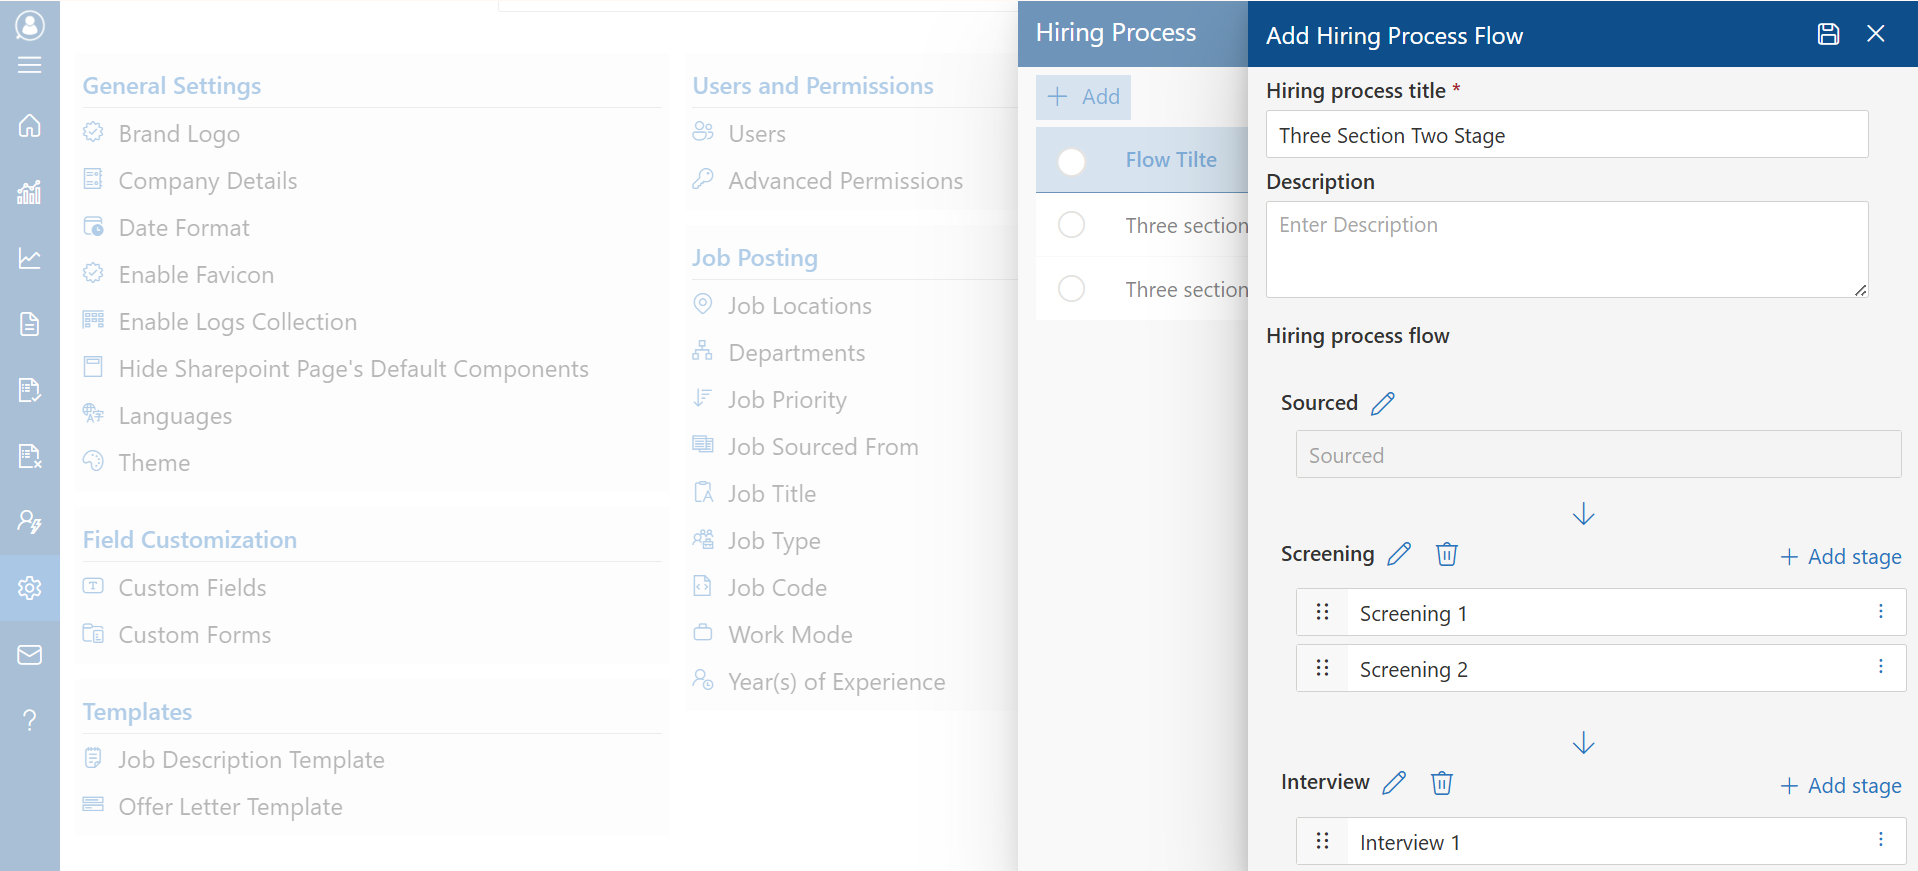 General Settings
Brand Logo
Company Details
Date Format
Enable Favicon
Enable Logs Collection
Hide Sharepoint Page's Default Components
Languages
Theme
Field Customization
Custom Fields
Custom Forms
Templates
Job Description Template
Offer Letter Template
Users and Permissions
Users
Advanced Permissions
Job Posting
Job Locations
Departments
Job Priority
Job Sourced From
Job Title
Job Type
Job Code
Work Mode
Year(s) of Experience
Hiring Process
Add
Flow Tilte
Three section
Three section
Add Hiring Process Flow
Hiring process title *
Three Section Two Stage
Description
Enter Description
Hiring process flow
Sourced
Sourced
Screening
Add stage
Screening 1
Screening 2
Interview
Add stage
Interview 1